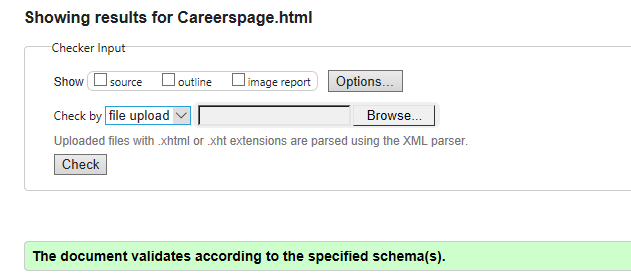 Showing results for Careerspage.html
Checker Input
Show source outline image report Options...
Check by file upload Browse...
Uploaded files with .xhtml or .xht extensions are parsed using the XML parser.
Check
The document validates according to the specified schema(s).